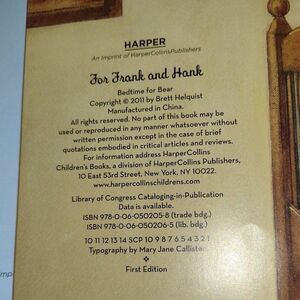 HARPER
An Imprint of HarperCollinsPublishers
For Frank and Hank
Bedtime for Bear
Copyright © 2011 by Brett Helquist
Manufactured in China.
All rights reserved. No part of this book may be
used or reproduced in any manner whatsoever without
written permission except in the case of brief
quotations embodied in critical articles and reviews.
For information address HarperCollins
Children's Books, a division of HarperCollins Publishers,
10 East 53rd Street, New York, NY 10022.
www.harpercollinschildrens.com
Library of Congress Cataloging-in-Publication
Data is available.
ISBN 978-0-06-050205-8 (trade bdg.)
ISBN 978-0-06-050206-5 (lib. bdg.)
10 11 12 13 14 SCP 10 9 8 7 6 5 4 3 2 1
Typography by Mary Jane Callister
First Edition